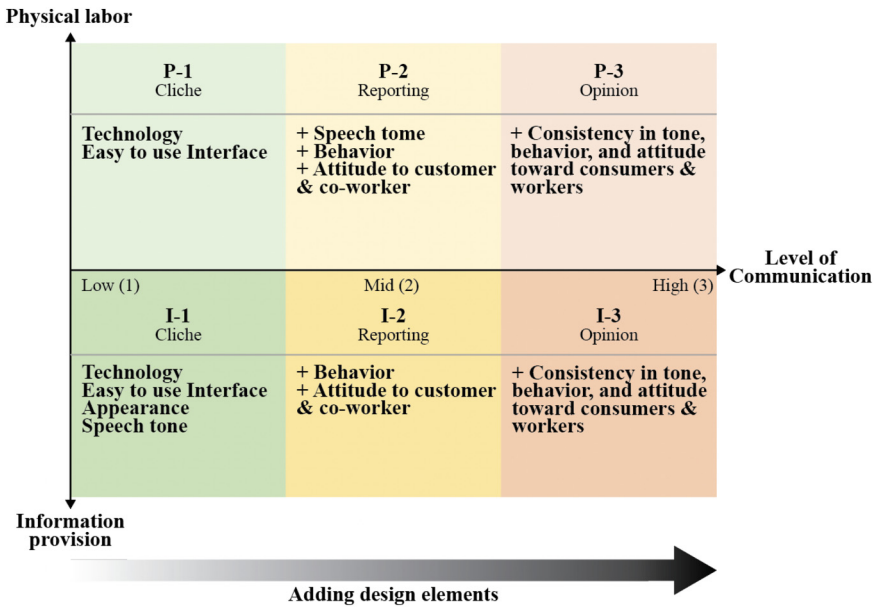 Physical labor
P-1
Cliche
P-2
Reporting
P-3
Opinion
Technology
Easy to use Interface
+ Speech tome
+ Behavior
+ Attitude to customer
& co-worker
+ Consistency in tone,
behavior, and attitude
toward consumers &
workers
Level of
Communication
Low (1)
Mid (2)
High (3)
I-1
Cliche
I-2
Reporting
I-3
Opinion
Technology
Easy to use Interface
Appearance
Speech tone
+ Behavior
+ Attitude to customer
& co-worker
+ Consistency in tone,
behavior, and attitude
toward consumers &
workers
Information
provision
Adding design elements